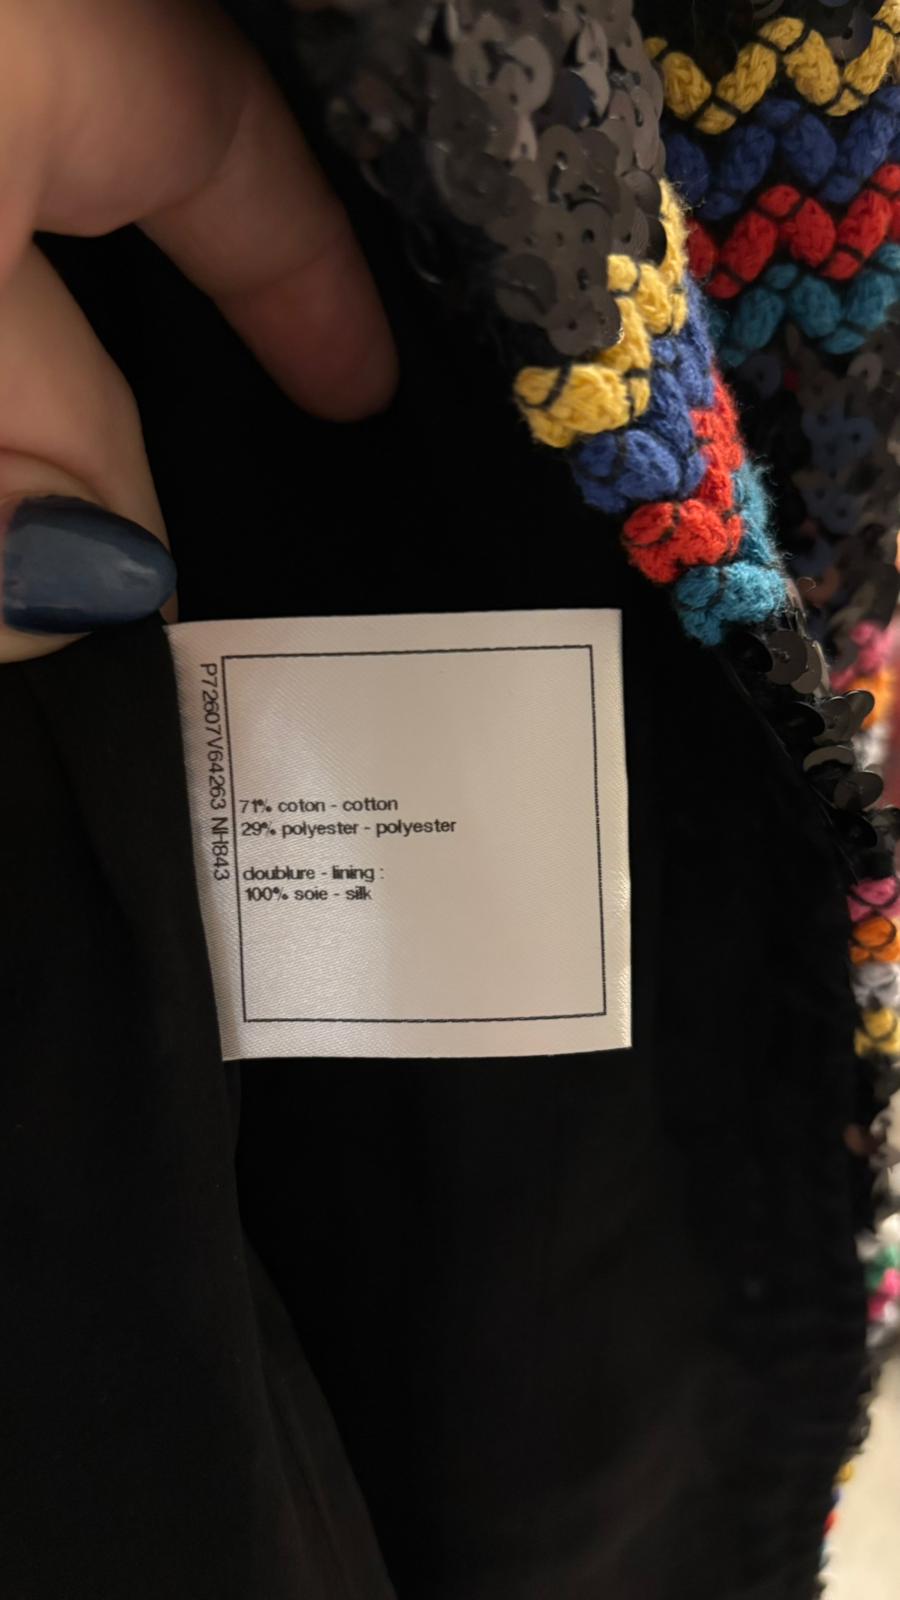 P72607V64263 NH843
71% coton - cotton
29% polyester - polyester
doublure - lining :
100% soie - silk